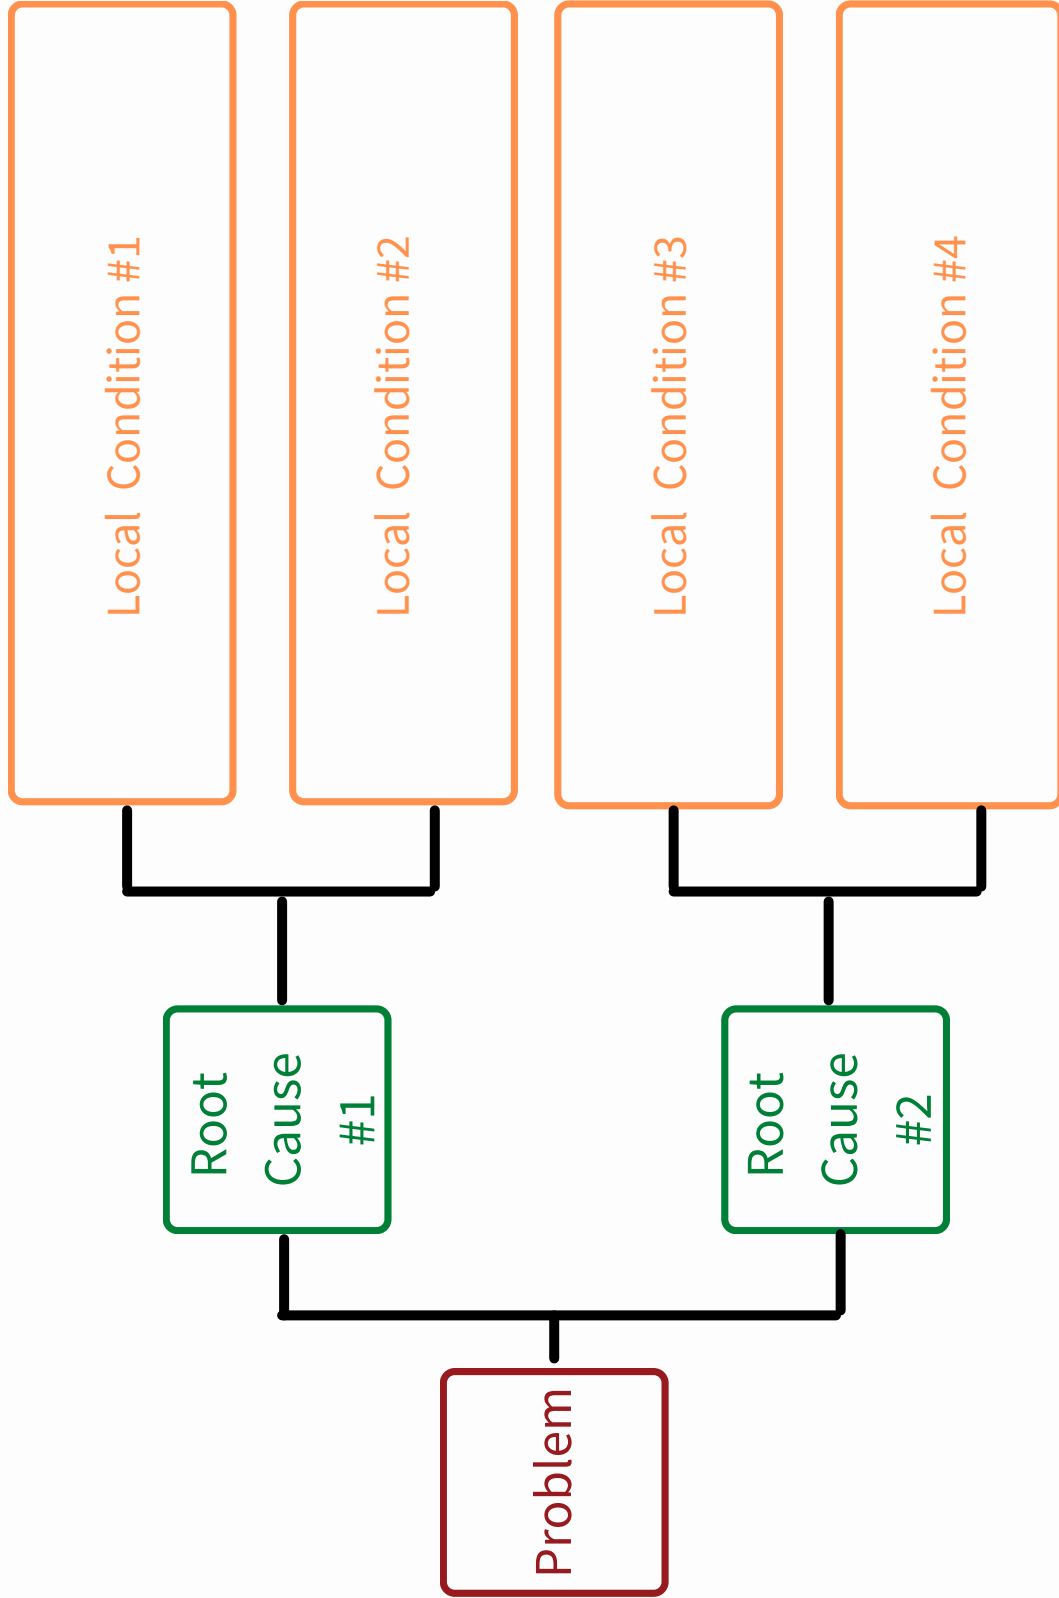 Local  Condition #1
Local  Condition #2
Local  Condition #3
Local  Condition #4
Root
Cause
#1
Root
Cause
#2
Problem